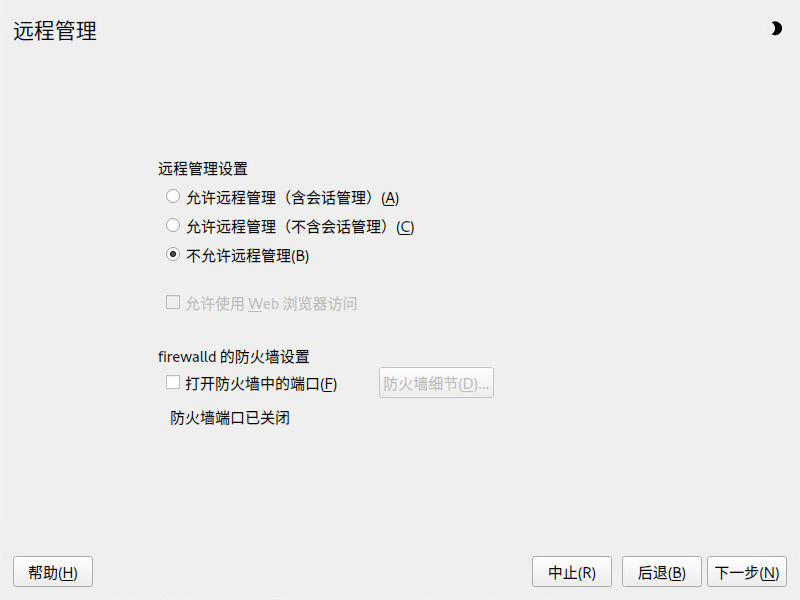 远程管理
远程管理设置
允许远程管理（含会话管理）(A)
允许远程管理（不含会话管理）(C)
不允许远程管理(B)
允许使用 Web 浏览器访问
firewalld 的防火墙设置
打开防火墙中的端口(F) 防火墙细节(D)...
防火墙端口已关闭
帮助(H) 中止(R) 后退(B) 下一步(N)